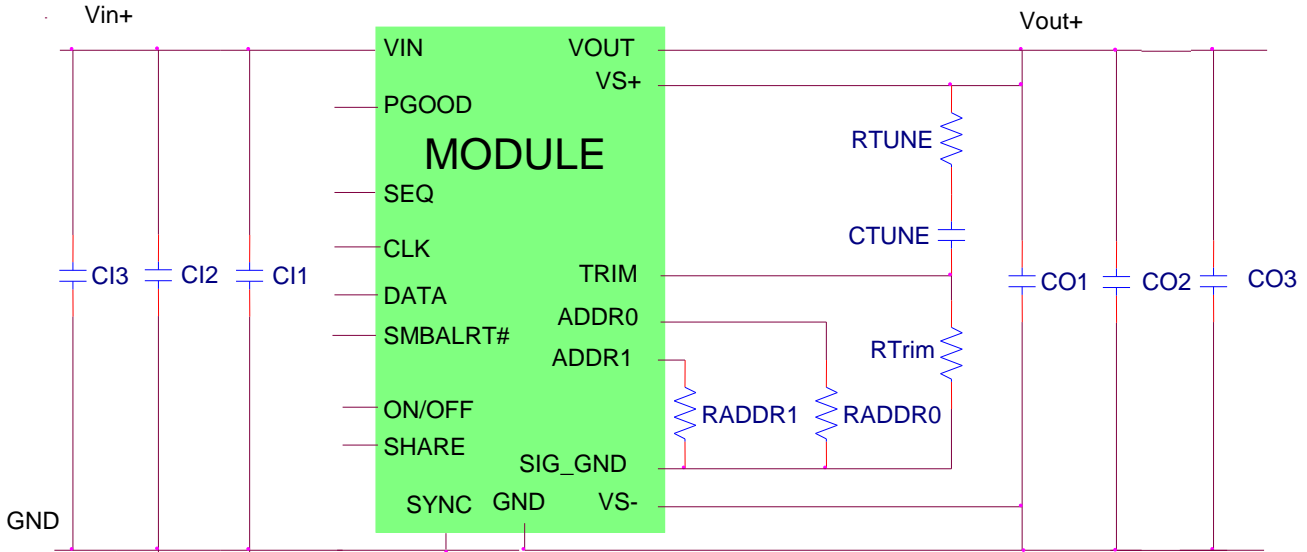 Vin+
Vout+
VIN
VOUT
VS+
PGOOD
MODULE
RTUNE
SEQ
CTUNE
CLK
TRIM
CI3
CI2
CI1
CO1
CO2
CO3
DATA
ADDR0
SMBALRT#
RTrim
ADDR1
ON/OFF
RADDR1
RADDR0
SHARE
SIG_GND
SYNC
GND
VS-
GND